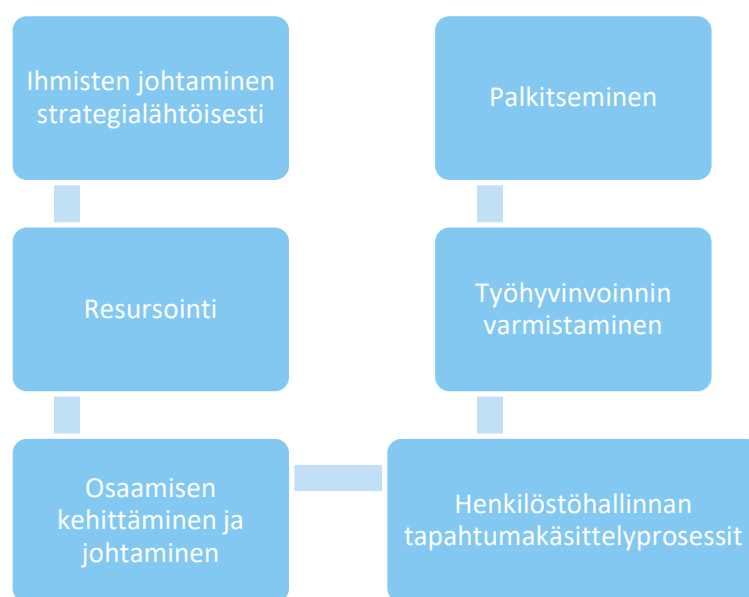 Ihmisten johtaminen
strategialähtöisesti
Resursointi
Osaamisen
kehittäminen ja
johtaminen
Henkilöstöhallinnan
tapahtumakäsittelyprosessit
Työhyvinvoinnin
varmistaminen
Palkitseminen